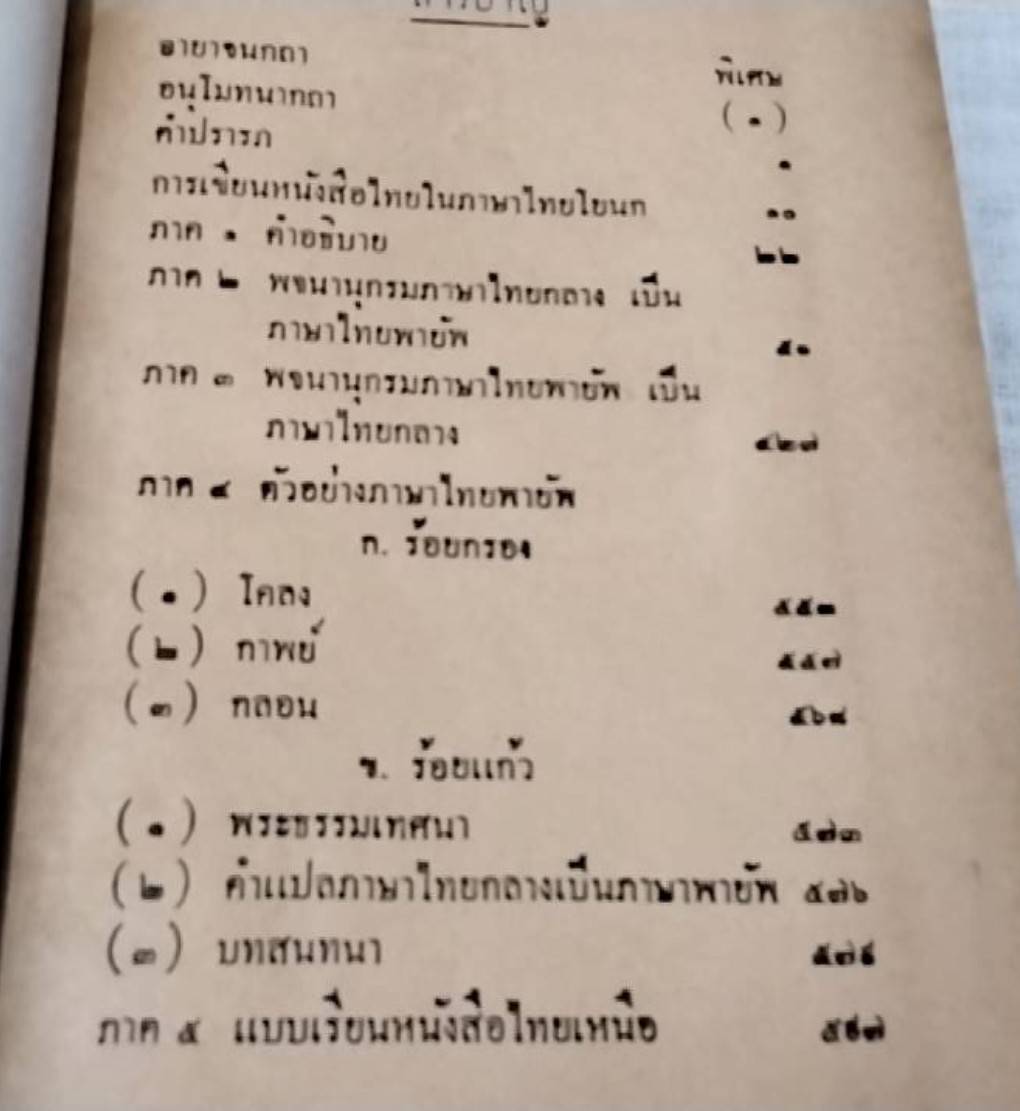 สารบาญ
อายาจนกถา พิเศษ
อนุโมทนากถา (๑)
คำปรารภ ๑
การเขียนหนังสือไทยในภาษาไทยโยนก ๑๐
ภาค ๑ คำอธิบาย ๒๒
ภาค ๒ พจนานุกรมภาษาไทยกลาง เป็น
ภาษาไทยพายัพ ๕๑
ภาค ๓ พจนานุกรมภาษาไทยพายัพ เป็น
ภาษาไทยกลาง ๔๒๗
ภาค ๔ ตัวอย่างภาษาไทยพายัพ
ก. ร้อยกรอง
(๑) โคลง ๕๕๓
(๒) กาพย์ ๕๕๗
(๓) กลอน ๕๖๔
ข. ร้อยแก้ว
(๑) พระธรรมเทศนา ๕๗๓
(๒) คำแปลภาษาไทยกลางเป็นภาษาพายัพ ๕๗๖
(๓) บทสนทนา
ภาค ๕ แบบเรียนหนังสือไทยเหนือ